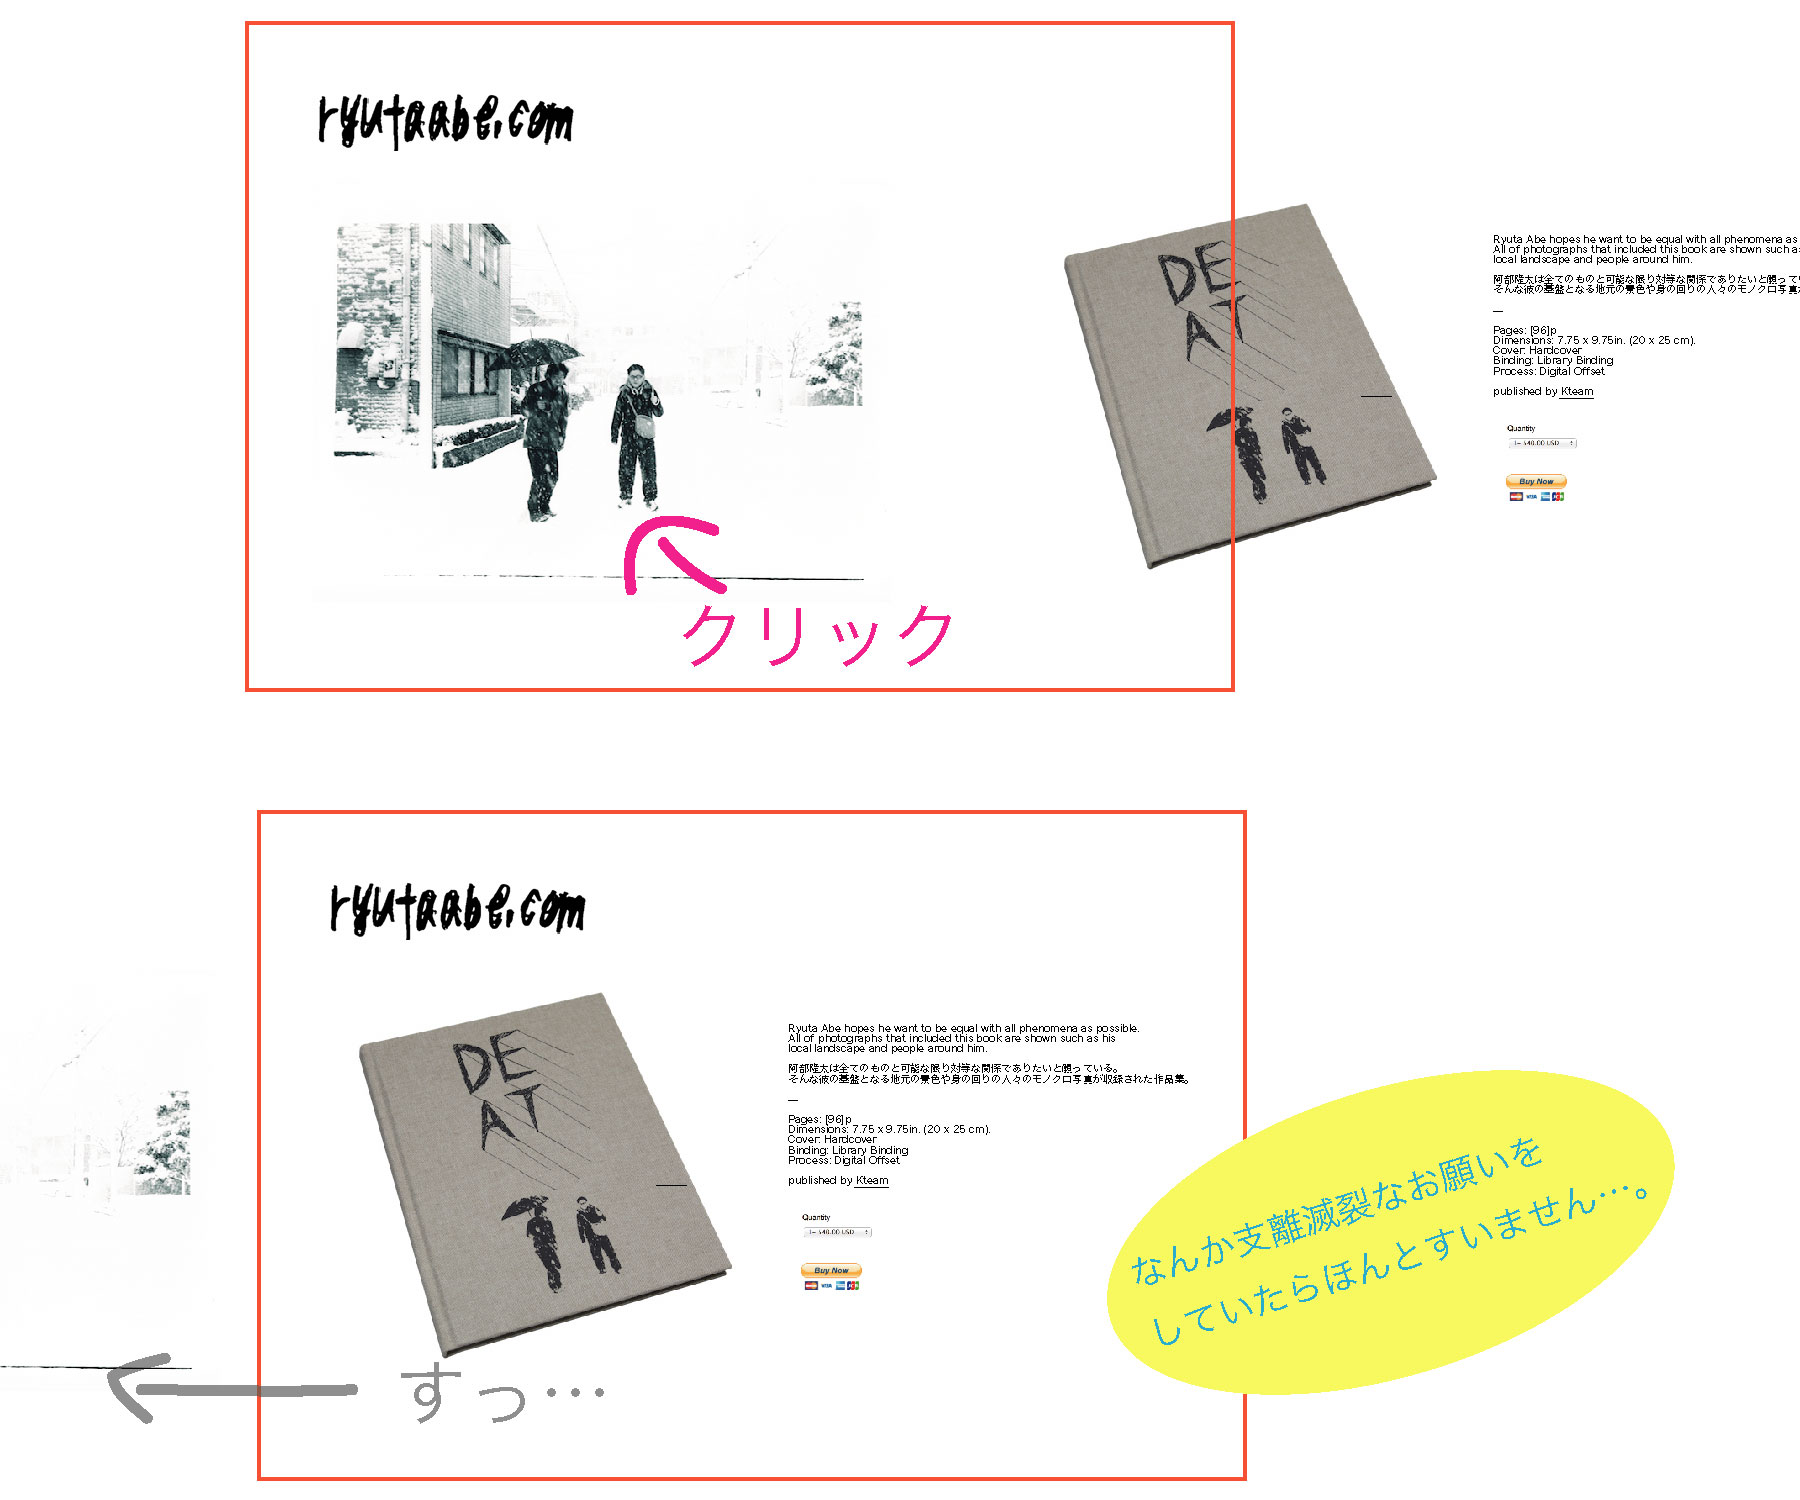 ryutaabe.com
DE
AT
Ryuta Abe hopes he want to be equal with all phenomena as
All of photographs that included this book are shown such as
local landscape and people around him.
阿部隆太は全てのものと可能な限り対等な関係でありたいと願って
そんな彼の基盤となる地元の景色や身の回りの人々のモノクロ写真
—
Pages: [96]p
Dimensions: 7.75 x 9.75in. (20 x 25 cm).
Cover: Hardcover
Binding: Library Binding
Process: Digital Offset
published by Kteam
Quantity
1- $40.00 USD
Buy Now
VISA
JCB
クリック
ryutaabe.com
DE
AT
Ryuta Abe hopes he want to be equal with all phenomena as possible.
All of photographs that included this book are shown such as his
local landscape and people around him.
阿部隆太は全てのものと可能な限り対等な関係でありたいと願っている。
そんな彼の基盤となる地元の景色や身の回りの人々のモノクロ写真が収録された作品集。
—
Pages: [96]p
Dimensions: 7.75 x 9.75in. (20 x 25 cm).
Cover: Hardcover
Binding: Library Binding
Process: Digital Offset
published by Kteam
Quantity
1- $40.00 USD
Buy Now
VISA
JCB
すっ…
なんか支離滅裂なお願いを
していたらほんとすいません…。